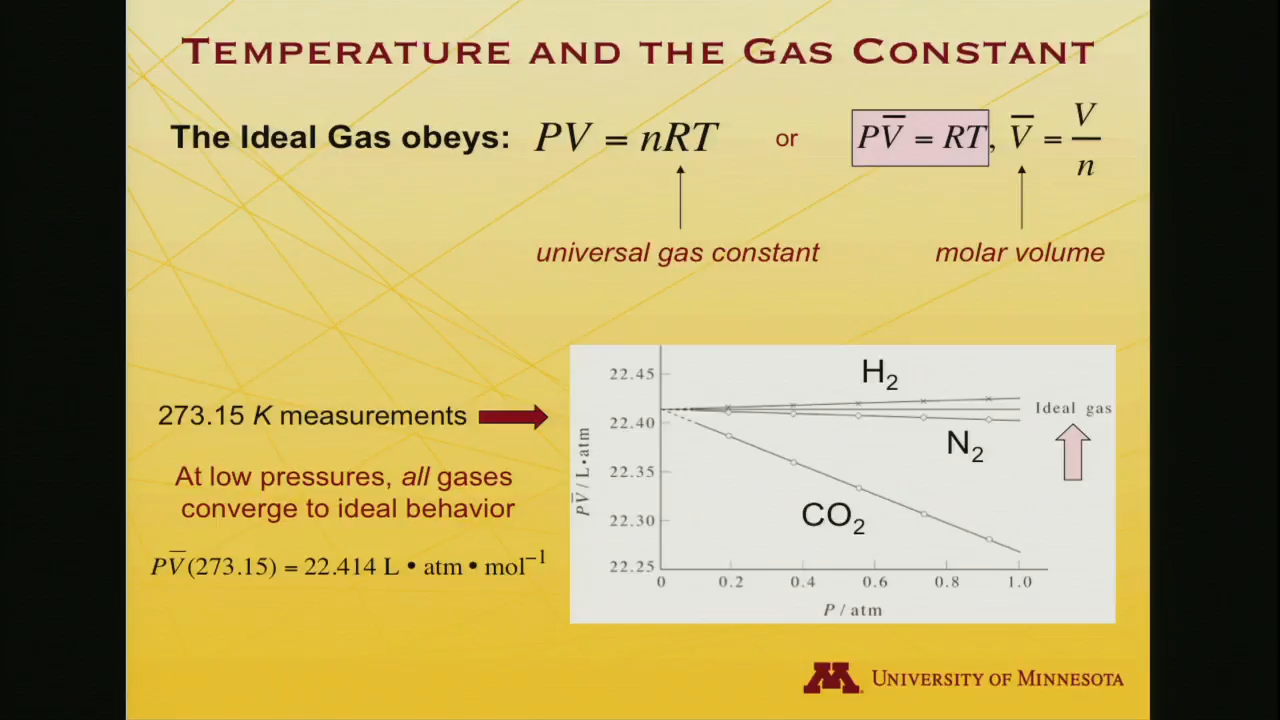 TEMPERATURE AND THE GAS CONSTANT
The Ideal Gas obeys: PV = nRT or PV̅ = RT, V̅ = V/n
universal gas constant molar volume
273.15 K measurements
At low pressures, all gases
converge to ideal behavior
PV̅(273.15) = 22.414 L • atm • mol⁻¹
PV̅ / L•atm
22.45
22.40
22.35
22.30
22.25
0 0.2 0.4 0.6 0.8 1.0
P / atm
H₂
Ideal gas
N₂
CO₂
M UNIVERSITY OF MINNESOTA